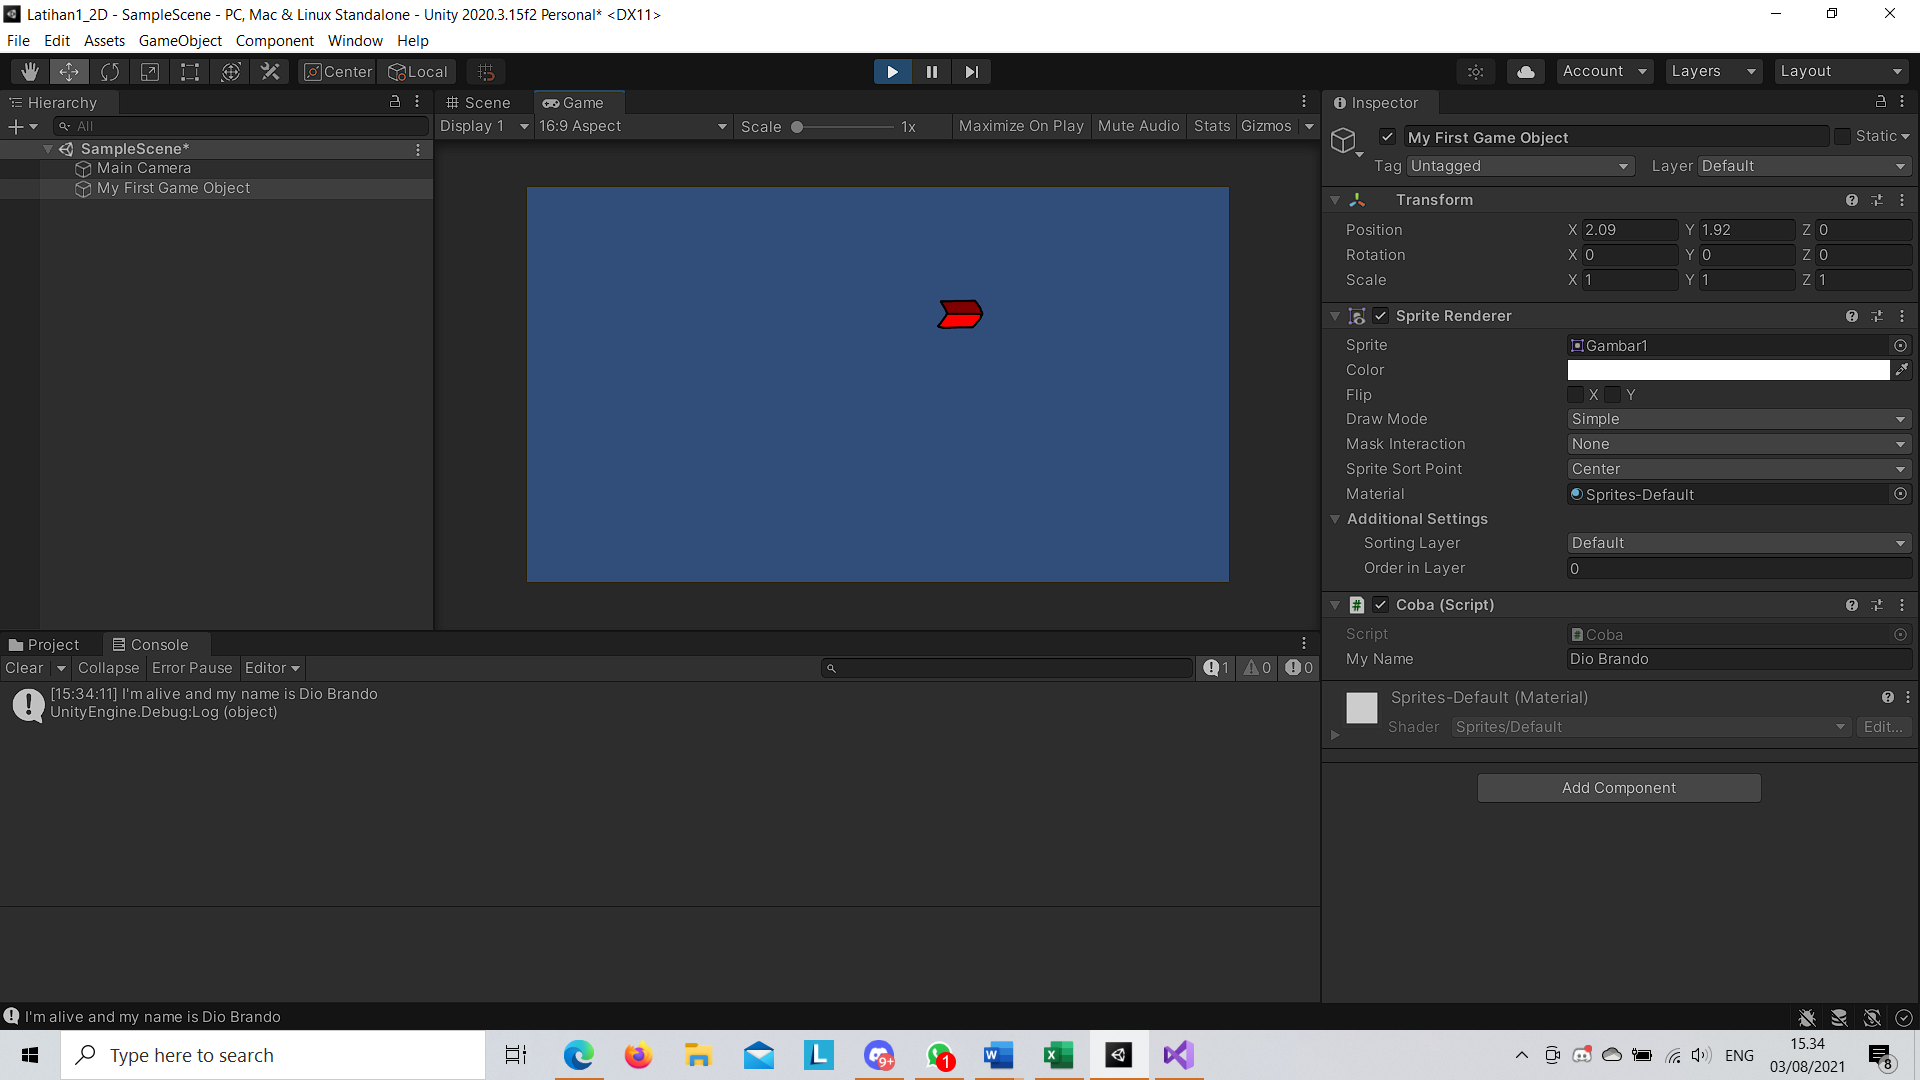 Latihan1_2D - SampleScene - PC, Mac & Linux Standalone - Unity 2020.3.15f2 Personal* <DX11>
File Edit Assets GameObject Component Window Help
Center Local Account Layers Layout
Hierarchy
All
SampleScene*
Main Camera
My First Game Object
Scene Game
Display 1 16:9 Aspect Scale 1x Maximize On Play Mute Audio Stats Gizmos
Inspector
My First Game Object Static
Tag Untagged Layer Default
Transform
Position X 2.09 Y 1.92 Z 0
Rotation X 0 Y 0 Z 0
Scale X 1 Y 1 Z 1
Sprite Renderer
Sprite Gambar1
Color
Flip X Y
Draw Mode Simple
Mask Interaction None
Sprite Sort Point Center
Material Sprites-Default
Additional Settings
Sorting Layer Default
Order in Layer 0
Coba (Script)
Script Coba
My Name Dio Brando
Sprites-Default (Material)
Shader Sprites/Default Edit...
Add Component
Project Console
Clear Collapse Error Pause Editor 1 0 0
[15:34:11] I'm alive and my name is Dio Brando
UnityEngine.Debug:Log (object)
I'm alive and my name is Dio Brando
Type here to search
9+
1
ENG
15.34
03/08/2021
8